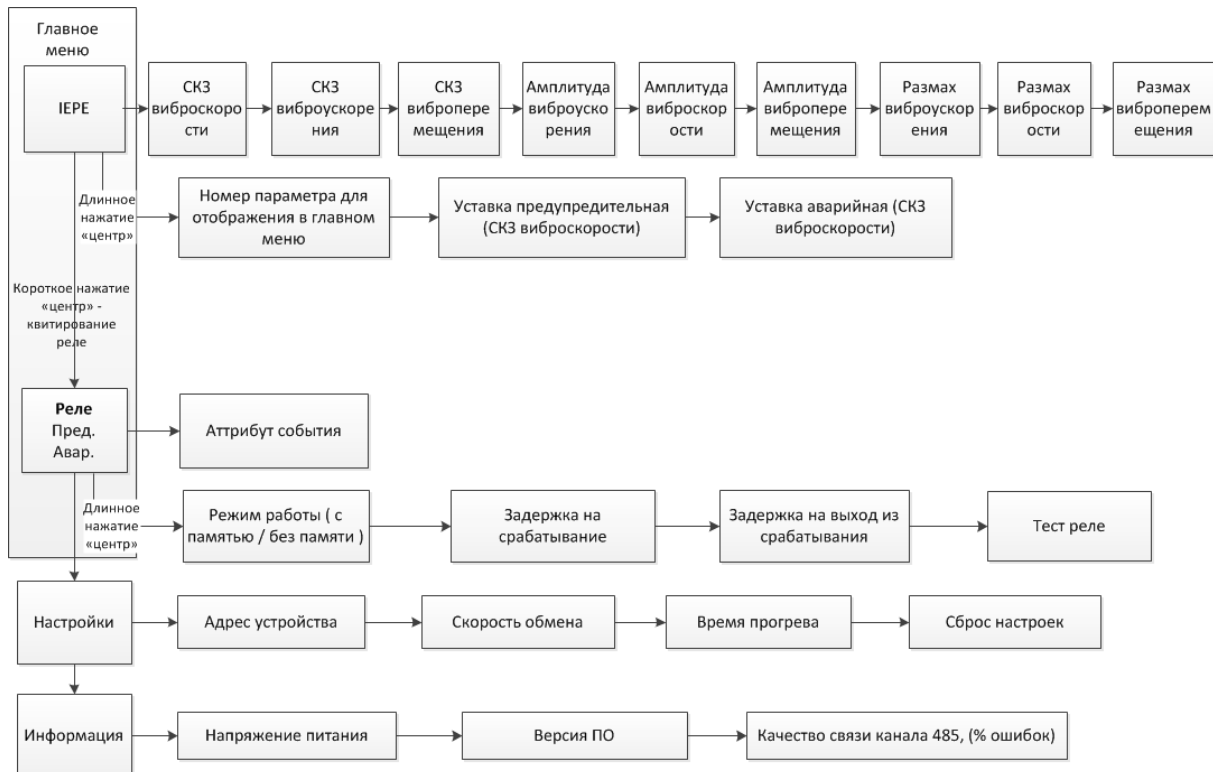 Главное
меню
IEPE
СКЗ
виброскоро
сти
СКЗ
виброускоре
ния
СКЗ
вибропере
мещения
Амплитуда
виброуско
рения
Амплитуда
виброскор
ости
Амплитуда
виброперe
мещения
Размах
виброуск
орения
Размах
виброскор
ости
Размах
виброперем
ещения
Длинное
нажатие
«центр»
Номер параметра для
отображения в главном
меню
Уставка предупредительная
(СКЗ виброскорости)
Уставка аварийная (СКЗ
виброскорости)
Короткое нажатие
«центр» -
квитирование
реле
Реле
Пред.
Авар.
Аттрибут события
Длинное
нажатие
«центр»
Режим работы ( с
памятью / без памяти )
Задержка на
срабатывание
Задержка на выход из
срабатывания
Тест реле
Настройки
Адрес устройства
Скорость обмена
Время прогрева
Сброс настроек
Информация
Напряжение питания
Версия ПО
Качество связи канала 485, (% ошибок)